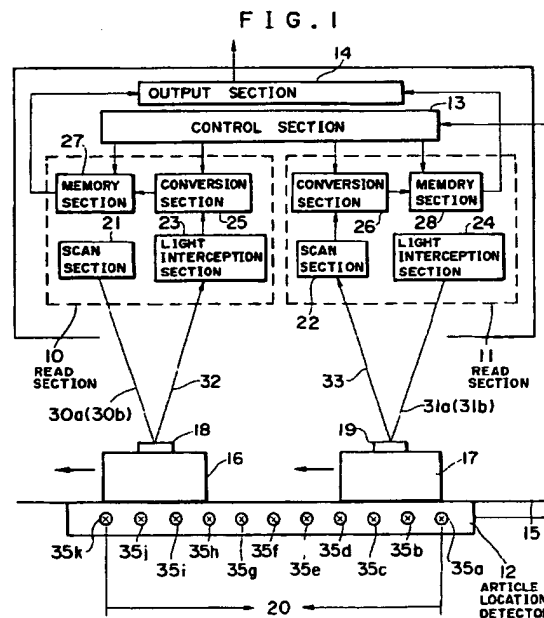 FIG. 1
14
OUTPUT SECTION
13
CONTROL SECTION
27
MEMORY SECTION
CONVERSION SECTION
21
23
25
SCAN SECTION
LIGHT INTERCEPTION SECTION
CONVERSION SECTION
MEMORY SECTION
26
28
24
SCAN SECTION
LIGHT INTERCEPTION SECTION
22
10
READ SECTION
11
READ SECTION
30a(30b)
32
33
31a(31b)
18
16
19
17
15
35k
35j
35i
35h
35g
35f
35e
35d
35c
35b
35a
12
ARTICLE LOCATION DETECTOR
20